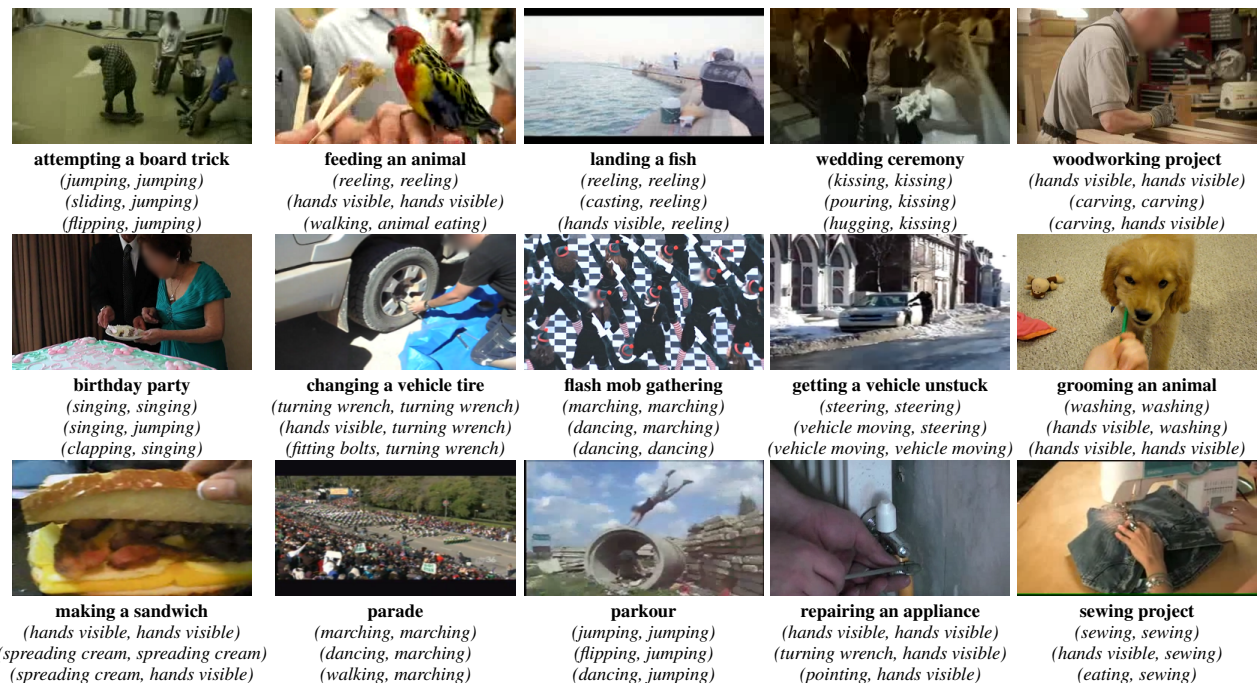 attempting a board trick
(jumping, jumping)
(sliding, jumping)
(flipping, jumping)
feeding an animal
(reeling, reeling)
(hands visible, hands visible)
(walking, animal eating)
landing a fish
(reeling, reeling)
(casting, reeling)
(hands visible, reeling)
wedding ceremony
(kissing, kissing)
(pouring, kissing)
(hugging, kissing)
woodworking project
(hands visible, hands visible)
(carving, carving)
(carving, hands visible)
birthday party
(singing, singing)
(singing, jumping)
(clapping, singing)
changing a vehicle tire
(turning wrench, turning wrench)
(hands visible, turning wrench)
(fitting bolts, turning wrench)
flash mob gathering
(marching, marching)
(dancing, marching)
(dancing, dancing)
getting a vehicle unstuck
(steering, steering)
(vehicle moving, steering)
(vehicle moving, vehicle moving)
grooming an animal
(washing, washing)
(hands visible, washing)
(hands visible, hands visible)
making a sandwich
(hands visible, hands visible)
(spreading cream, spreading cream)
(spreading cream, hands visible)
parade
(marching, marching)
(dancing, marching)
(walking, marching)
parkour
(jumping, jumping)
(flipping, jumping)
(dancing, jumping)
repairing an appliance
(hands visible, hands visible)
(turning wrench, hands visible)
(pointing, hands visible)
sewing project
(sewing, sewing)
(hands visible, sewing)
(eating, sewing)